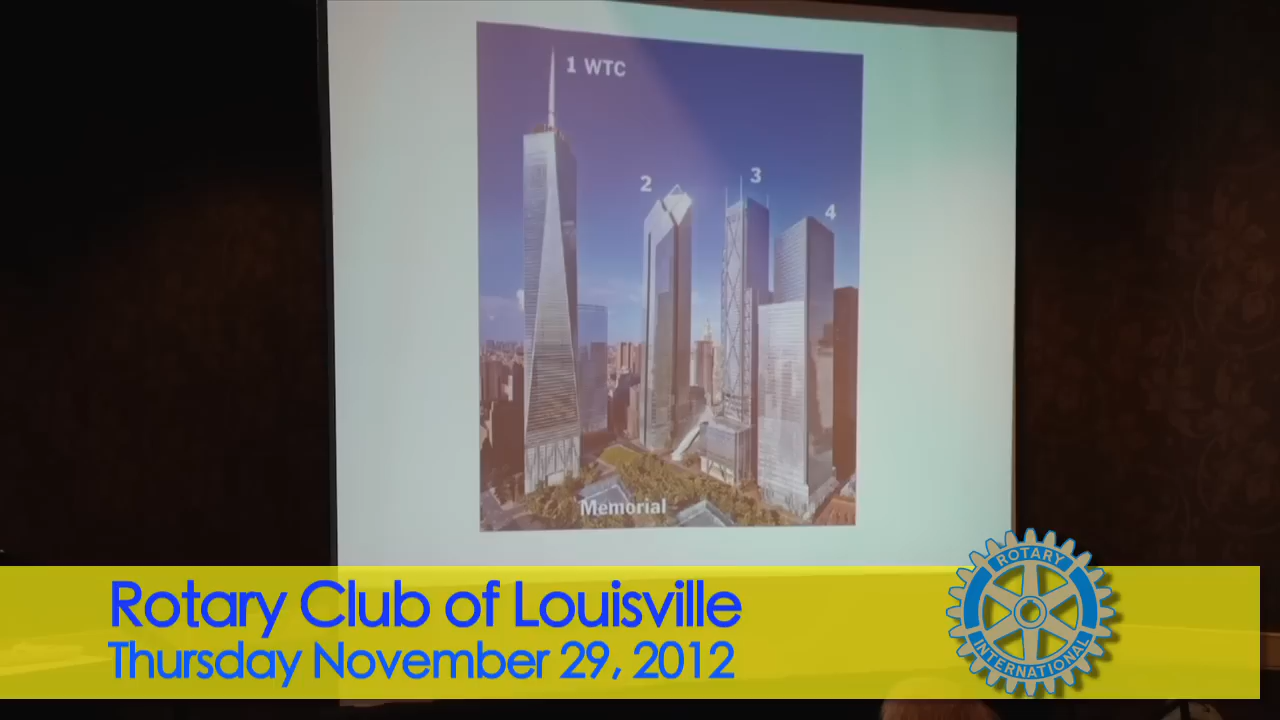 1 WTC
2
3
4
Memorial
Rotary Club of Louisville
Thursday November 29, 2012
ROTARY
INTERNATIONAL